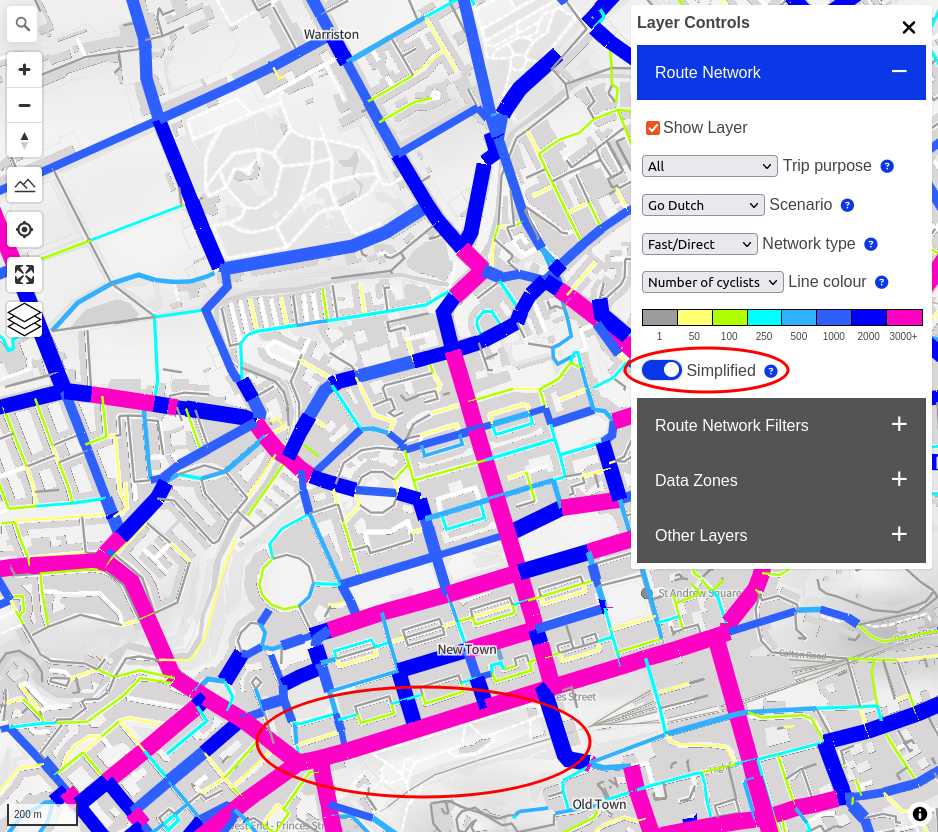 Warriston
Layer Controls
Route Network
Show Layer
All
Trip purpose
?
Go Dutch
Scenario
?
Fast/Direct
Network type
?
Number of cyclists
Line colour
?
1 50 100 250 500 1000 2000 3000+
Simplified
?
Route Network Filters
Data Zones
Other Layers
St Andrew Square
New Town
Calton Road
es Street
Old Town
200 m
est End - Princes Str